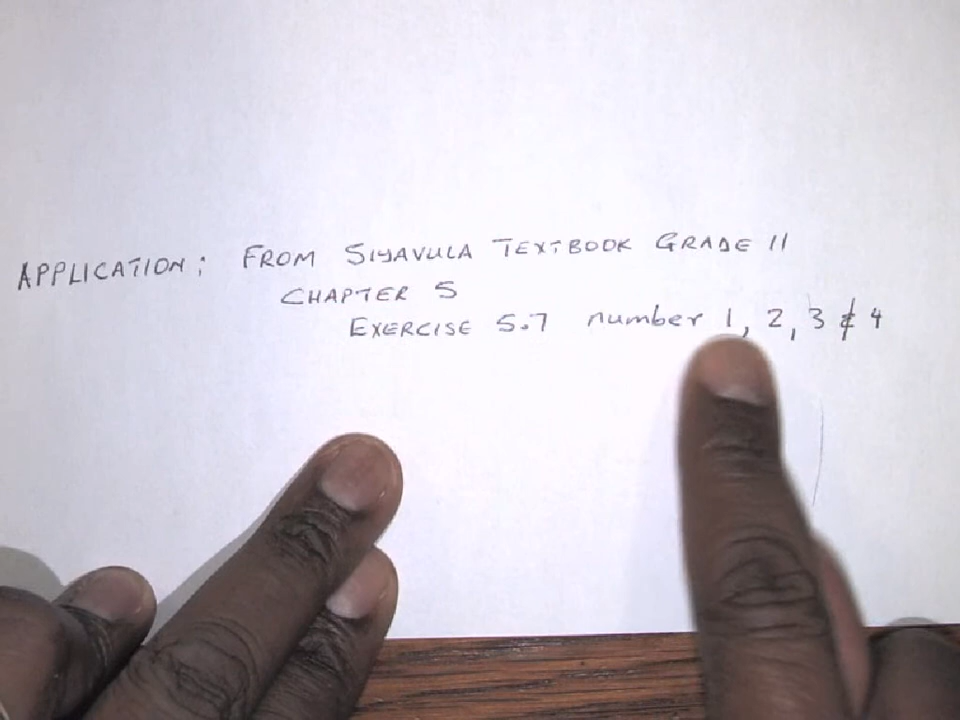 APPLICATION: FROM SIYAVULA TEXTBOOK GRADE 11
CHAPTER 5
EXERCISE 5.7 number 1, 2, 3 & 4